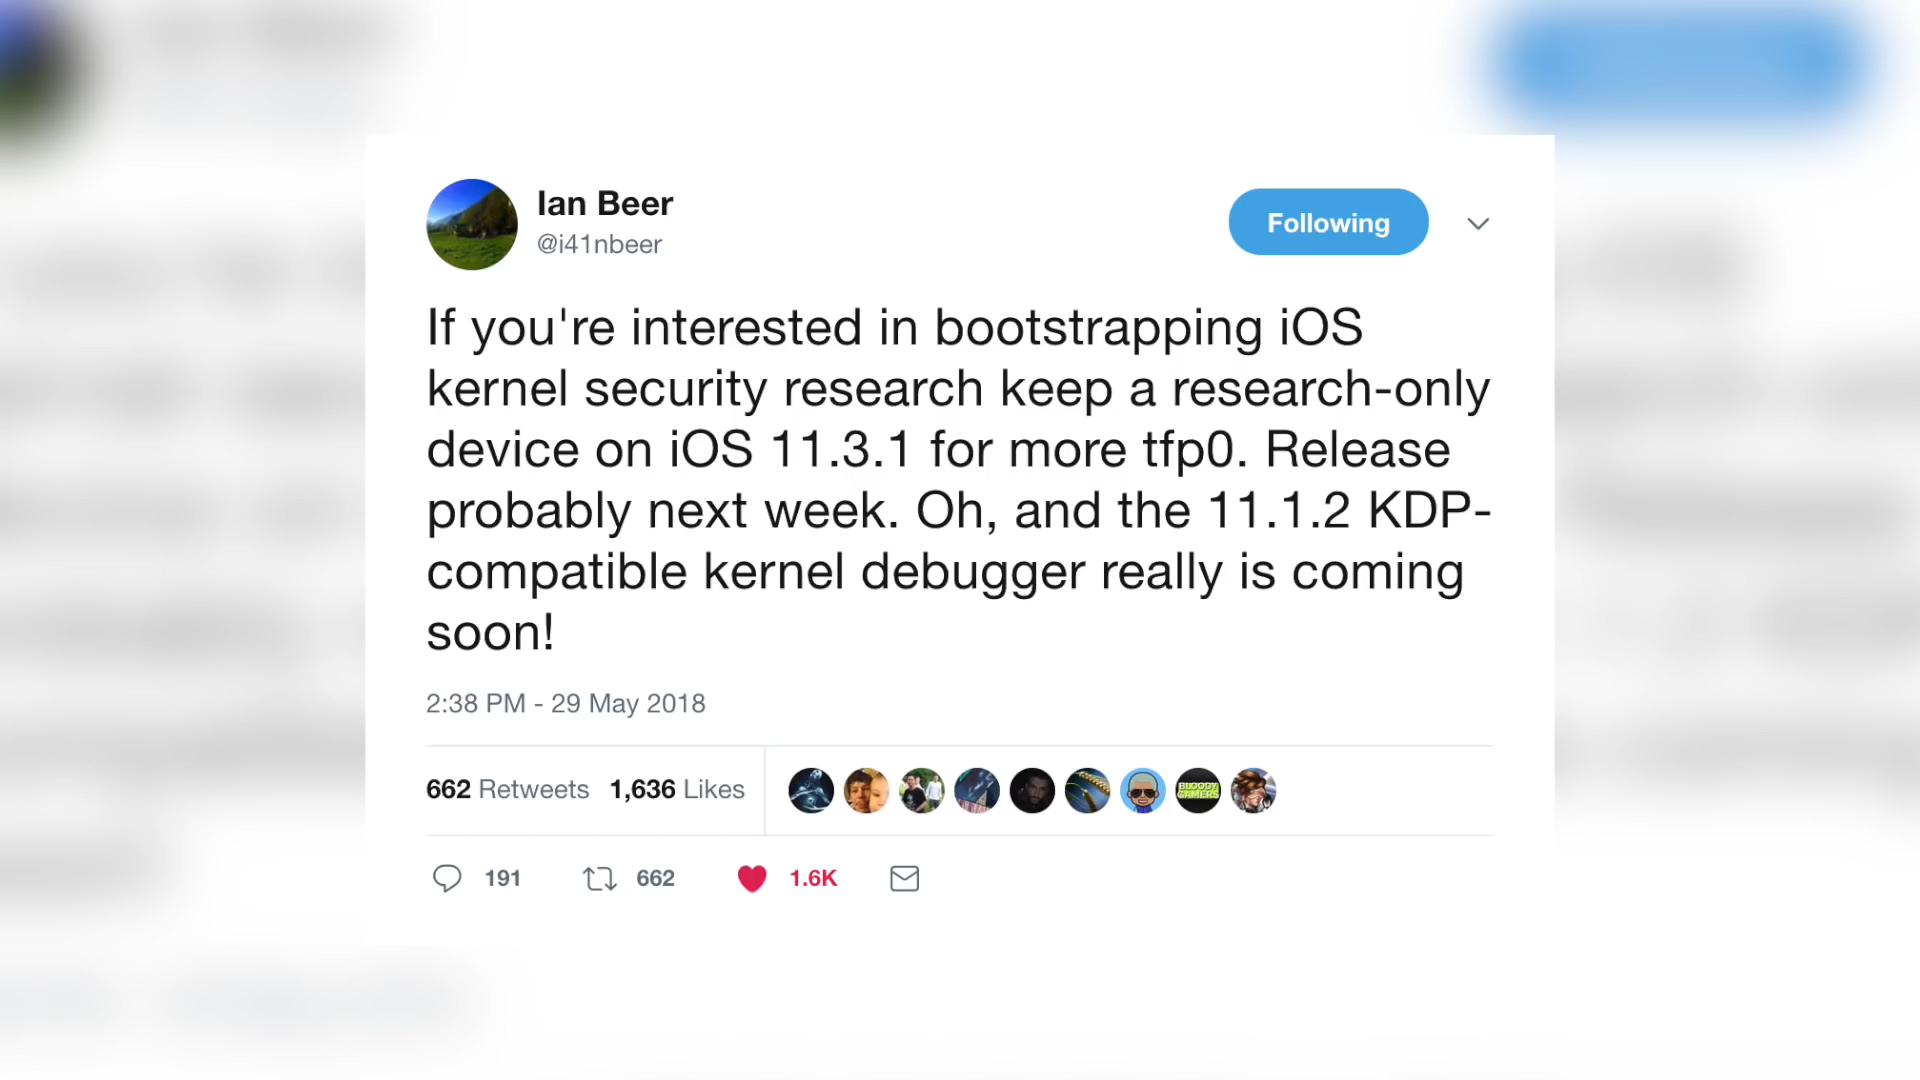 Ian Beer
@i41nbeer
Following
If you're interested in bootstrapping iOS
kernel security research keep a research-only
device on iOS 11.3.1 for more tfp0. Release
probably next week. Oh, and the 11.1.2 KDP-
compatible kernel debugger really is coming
soon!
2:38 PM - 29 May 2018
662 Retweets 1,636 Likes
BLOODY
GAMERS
191 662 1.6K